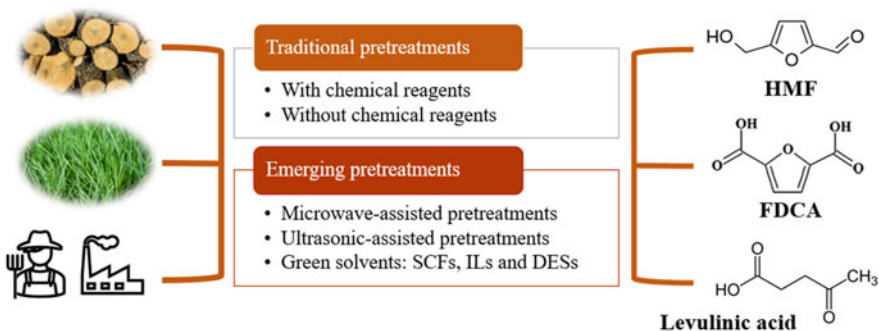 Traditional pretreatments
• With chemical reagents
• Without chemical reagents
Emerging pretreatments
• Microwave-assisted pretreatments
• Ultrasonic-assisted pretreatments
• Green solvents: SCFs, ILs and DESs
HO
O
O
HMF
OH
OH
O
O
O
FDCA
O
HO
CH3
O
Levulinic acid